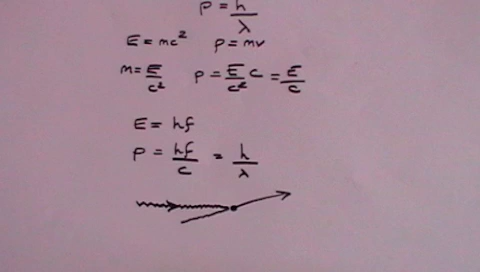 p = h/λ
E = mc² p = mv
m = E/c² p = E/c² c = E/c
E = hf
p = hf/c = h/λ